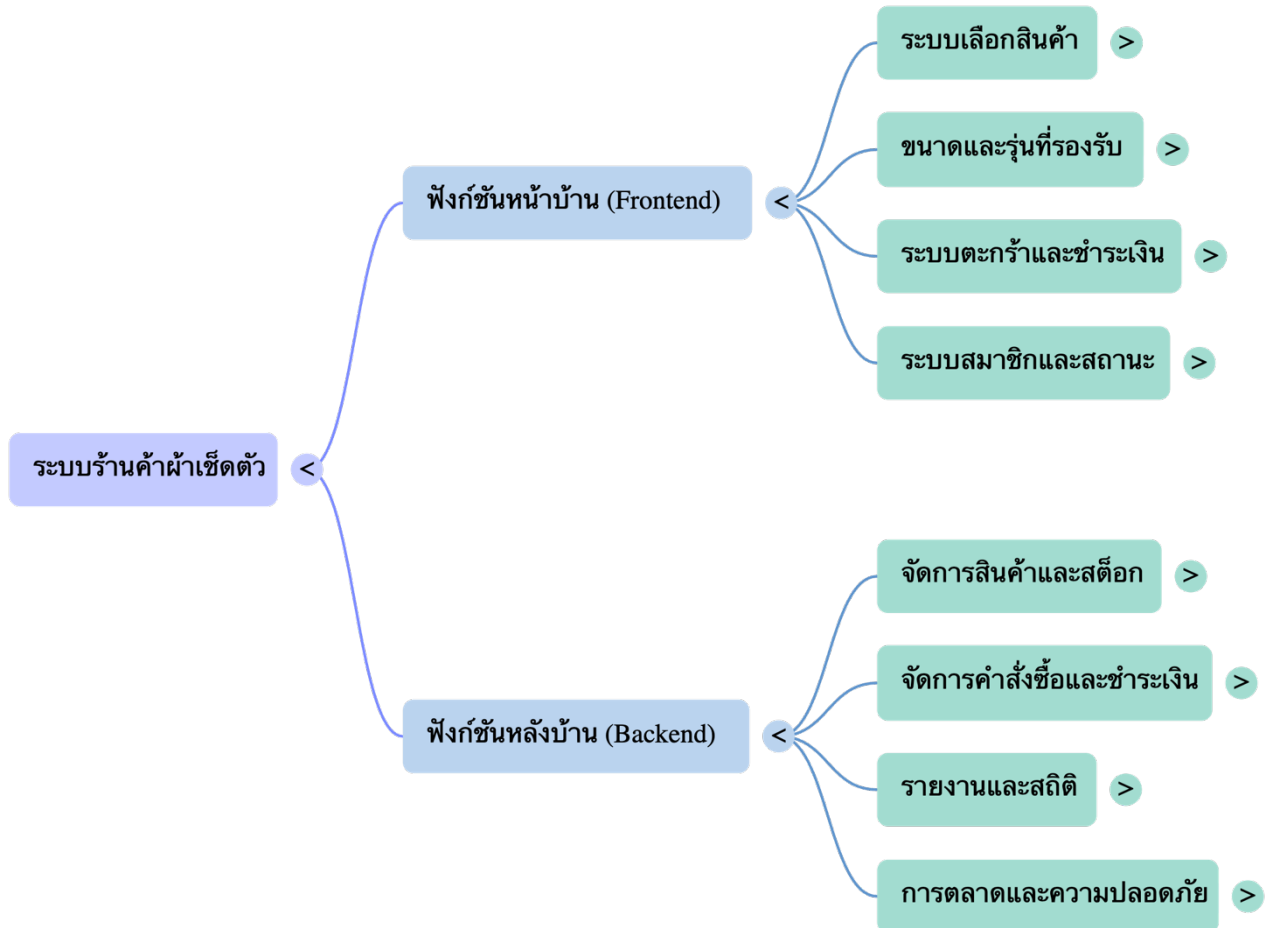 ระบบร้านค้าผ้าเช็ดตัว
<
ฟังก์ชันหน้าบ้าน (Frontend)
<
ระบบเลือกสินค้า
>
ขนาดและรุ่นที่รองรับ
>
ระบบตะกร้าและชำระเงิน
>
ระบบสมาชิกและสถานะ
>
ฟังก์ชันหลังบ้าน (Backend)
<
จัดการสินค้าและสต็อก
>
จัดการคำสั่งซื้อและชำระเงิน
>
รายงานและสถิติ
>
การตลาดและความปลอดภัย
>